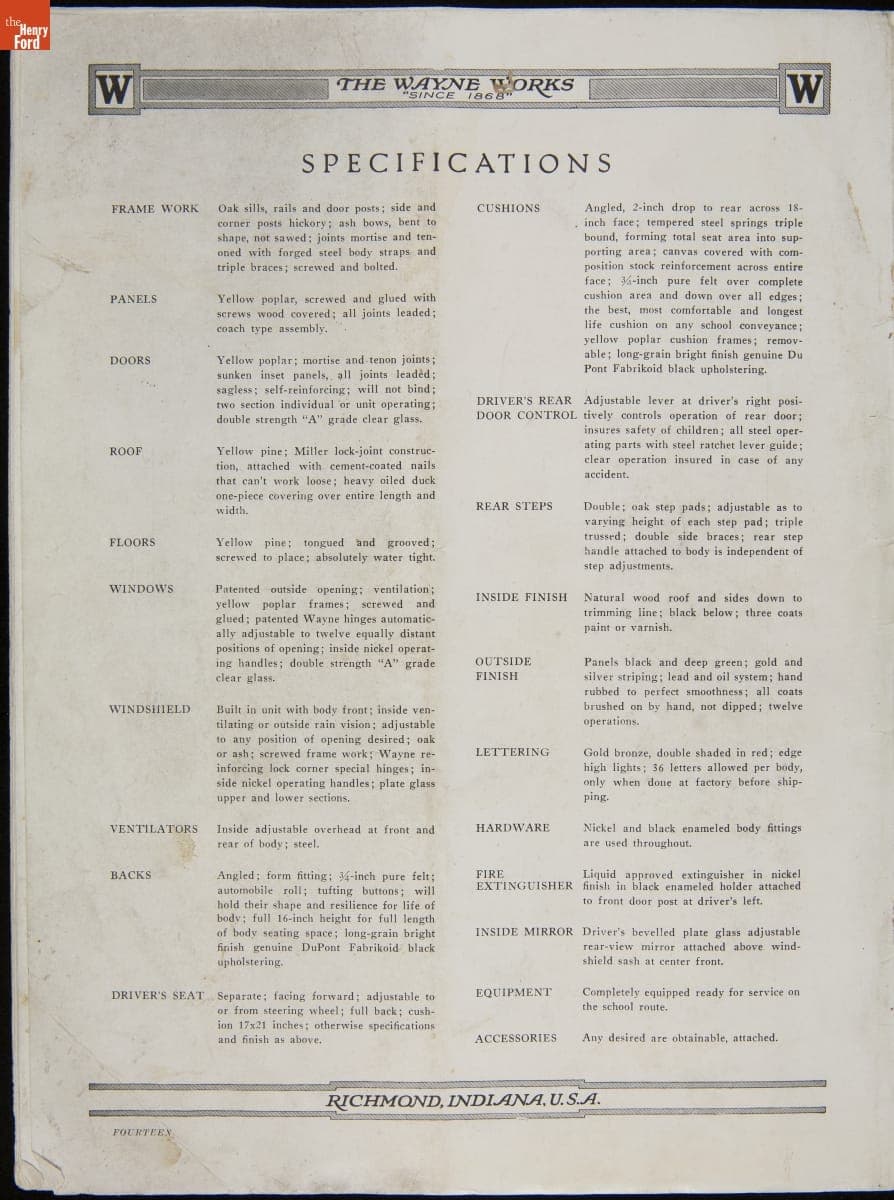 the
Henry
Ford
W
THE WAYNE WORKS
"SINCE 1868"
W
SPECIFICATIONS
FRAME WORK Oak sills, rails and door posts; side and
corner posts hickory; ash bows, bent to
shape, not sawed; joints mortise and ten-
oned with forged steel body straps and
triple braces; screwed and bolted.
PANELS Yellow poplar, screwed and glued with
screws wood covered; all joints leaded;
coach type assembly.
DOORS Yellow poplar; mortise and tenon joints;
sunken inset panels, all joints leaded;
sagless; self-reinforcing; will not bind;
two section individual or unit operating;
double strength "A" grade clear glass.
ROOF Yellow pine; Miller lock-joint construc-
tion, attached with cement-coated nails
that can't work loose; heavy oiled duck
one-piece covering over entire length and
width.
FLOORS Yellow pine; tongued and grooved;
screwed to place; absolutely water tight.
WINDOWS Patented outside opening; ventilation;
yellow poplar frames; screwed and
glued; patented Wayne hinges automatic-
ally adjustable to twelve equally distant
positions of opening; inside nickel operat-
ing handles; double strength "A" grade
clear glass.
WINDSHIELD Built in unit with body front; inside ven-
tilating or outside rain vision; adjustable
to any position of opening desired; oak
or ash; screwed frame work; Wayne re-
inforcing lock corner special hinges; in-
side nickel operating handles; plate glass
upper and lower sections.
VENTILATORS Inside adjustable overhead at front and
rear of body; steel.
BACKS Angled; form fitting; ¾-inch pure felt;
automobile roll; tufting buttons; will
hold their shape and resilience for life of
body; full 16-inch height for full length
of body seating space; long-grain bright
finish genuine DuPont Fabrikoid black
upholstering.
DRIVER'S SEAT Separate; facing forward; adjustable to
or from steering wheel; full back; cush-
ion 17x21 inches; otherwise specifications
and finish as above.
CUSHIONS Angled, 2-inch drop to rear across 18-
inch face; tempered steel springs triple
bound, forming total seat area into sup-
porting area; canvas covered with com-
position stock reinforcement across entire
face; ¾-inch pure felt over complete
cushion area and down over all edges;
the best, most comfortable and longest
life cushion on any school conveyance;
yellow poplar cushion frames; remov-
able; long-grain bright finish genuine Du
Pont Fabrikoid black upholstering.
DRIVER'S REAR Adjustable lever at driver's right posi-
DOOR CONTROL tively controls operation of rear door;
insures safety of children; all steel oper-
ating parts with steel ratchet lever guide;
clear operation insured in case of any
accident.
REAR STEPS Double; oak step pads; adjustable as to
varying height of each step pad; triple
trussed; double side braces; rear step
handle attached to body is independent of
step adjustments.
INSIDE FINISH Natural wood roof and sides down to
trimming line; black below; three coats
paint or varnish.
OUTSIDE Panels black and deep green; gold and
FINISH silver striping; lead and oil system; hand
rubbed to perfect smoothness; all coats
brushed on by hand, not dipped; twelve
operations.
LETTERING Gold bronze, double shaded in red; edge
high lights; 36 letters allowed per body,
only when done at factory before ship-
ping.
HARDWARE Nickel and black enameled body fittings
are used throughout.
FIRE Liquid approved extinguisher in nickel
EXTINGUISHER finish in black enameled holder attached
to front door post at driver's left.
INSIDE MIRROR Driver's bevelled plate glass adjustable
rear-view mirror attached above wind-
shield sash at center front.
EQUIPMENT Completely equipped ready for service on
the school route.
ACCESSORIES Any desired are obtainable, attached.
RICHMOND, INDIANA, U.S.A.
FOURTEEN